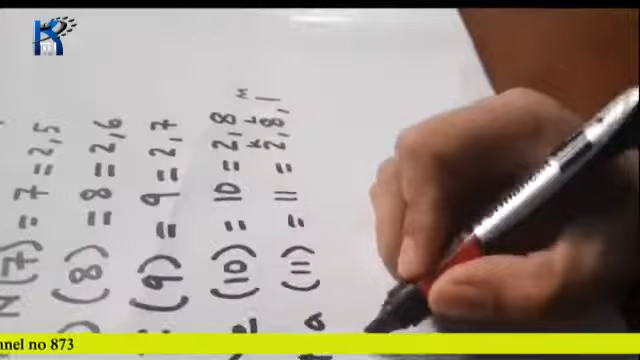 N(7) = 7 = 2,5
(8) = 8 = 2,6
(9) = 9 = 2,7
(10) = 10 = 2,8
K L M
a (11) = 11 = 2,8,1
nnel no 873